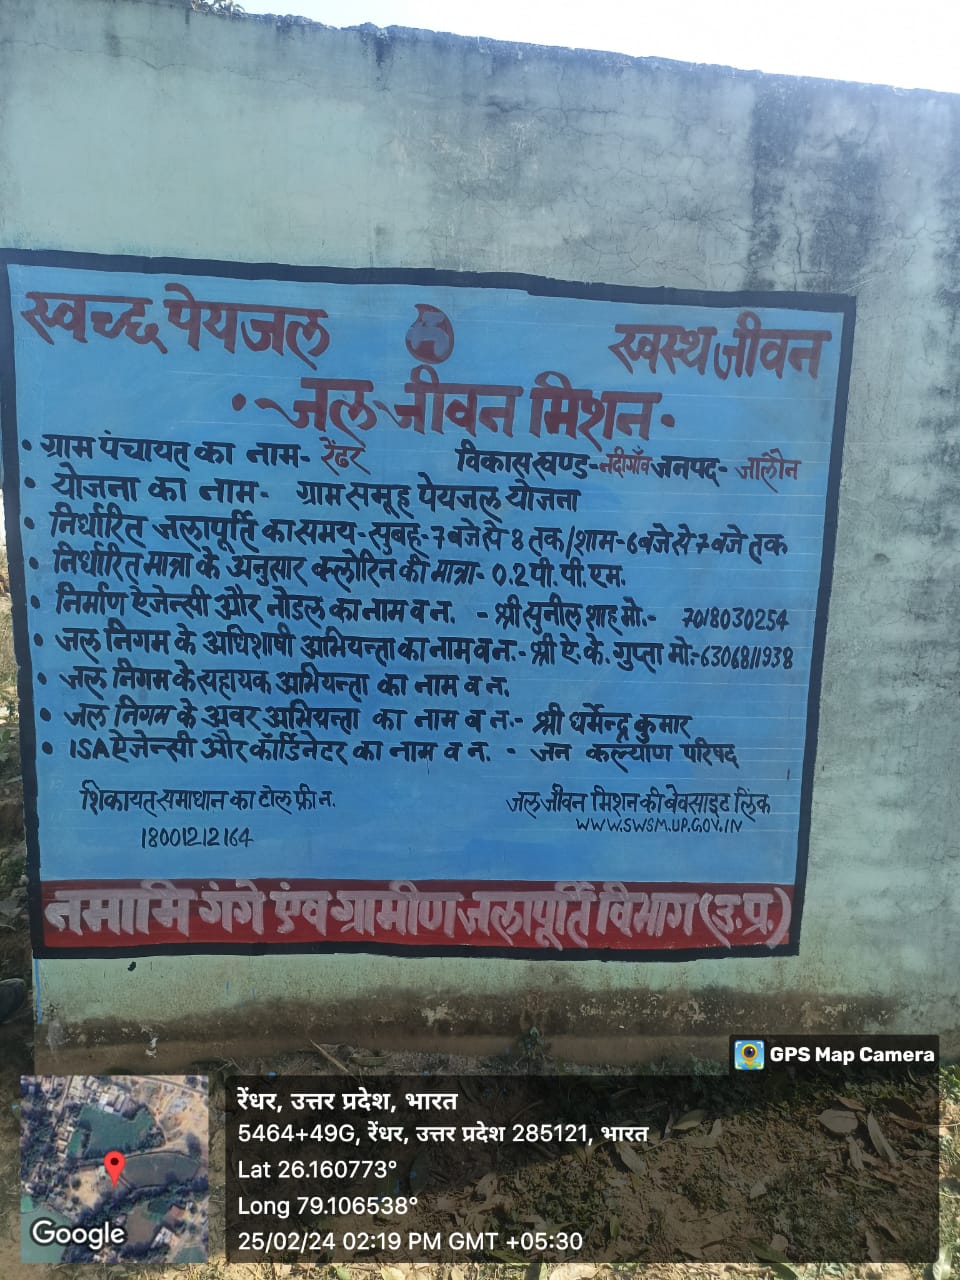 स्वच्छ पेयजल स्वस्थ जीवन
जल जीवन मिशन
• ग्राम पंचायत का नाम- रेंढर विकास खण्ड- नदीगाँव जनपद- जालौन
• योजना का नाम- ग्राम समूह पेयजल योजना
• निर्धारित जलापूर्ति का समय- सुबह- 7 बजे से 8 तक / शाम- 6 बजे से 7 बजे तक
• निर्धारित मात्रा के अनुसार क्लोरिन की मात्रा- 0.2 पी. पी. एम.
• निर्माण ऐजेन्सी और नोडल का नाम व न. - श्री सुनील शाह मो.- 7018030254
• जल निगम के अधिशाषी अभियन्ता का नाम व न.- श्री ऐ. के. गुप्ता मो:- 6306811938
• जल निगम के सहायक अभियन्ता का नाम व न.
• जल निगम के अवर अभियन्ता का नाम व न.- श्री धर्मेन्द्र कुमार
• ISA ऐजेन्सी और कॉर्डिनेटर का नाम व न. - जन कल्याण परिषद
शिकायत समाधान का टोल फ्री न. जल जीवन मिशन की बेवसाइट लिंक
18001212164 WWW.SWSM.UP.GOV.IN
नमामि गंगे एंव ग्रामीण जलापूर्ति विभाग (उ.प्र.)
GPS Map Camera
रेंधर, उत्तर प्रदेश, भारत
5464+49G, रेंधर, उत्तर प्रदेश 285121, भारत
Lat 26.160773°
Long 79.106538°
25/02/24 02:19 PM GMT +05:30
Google